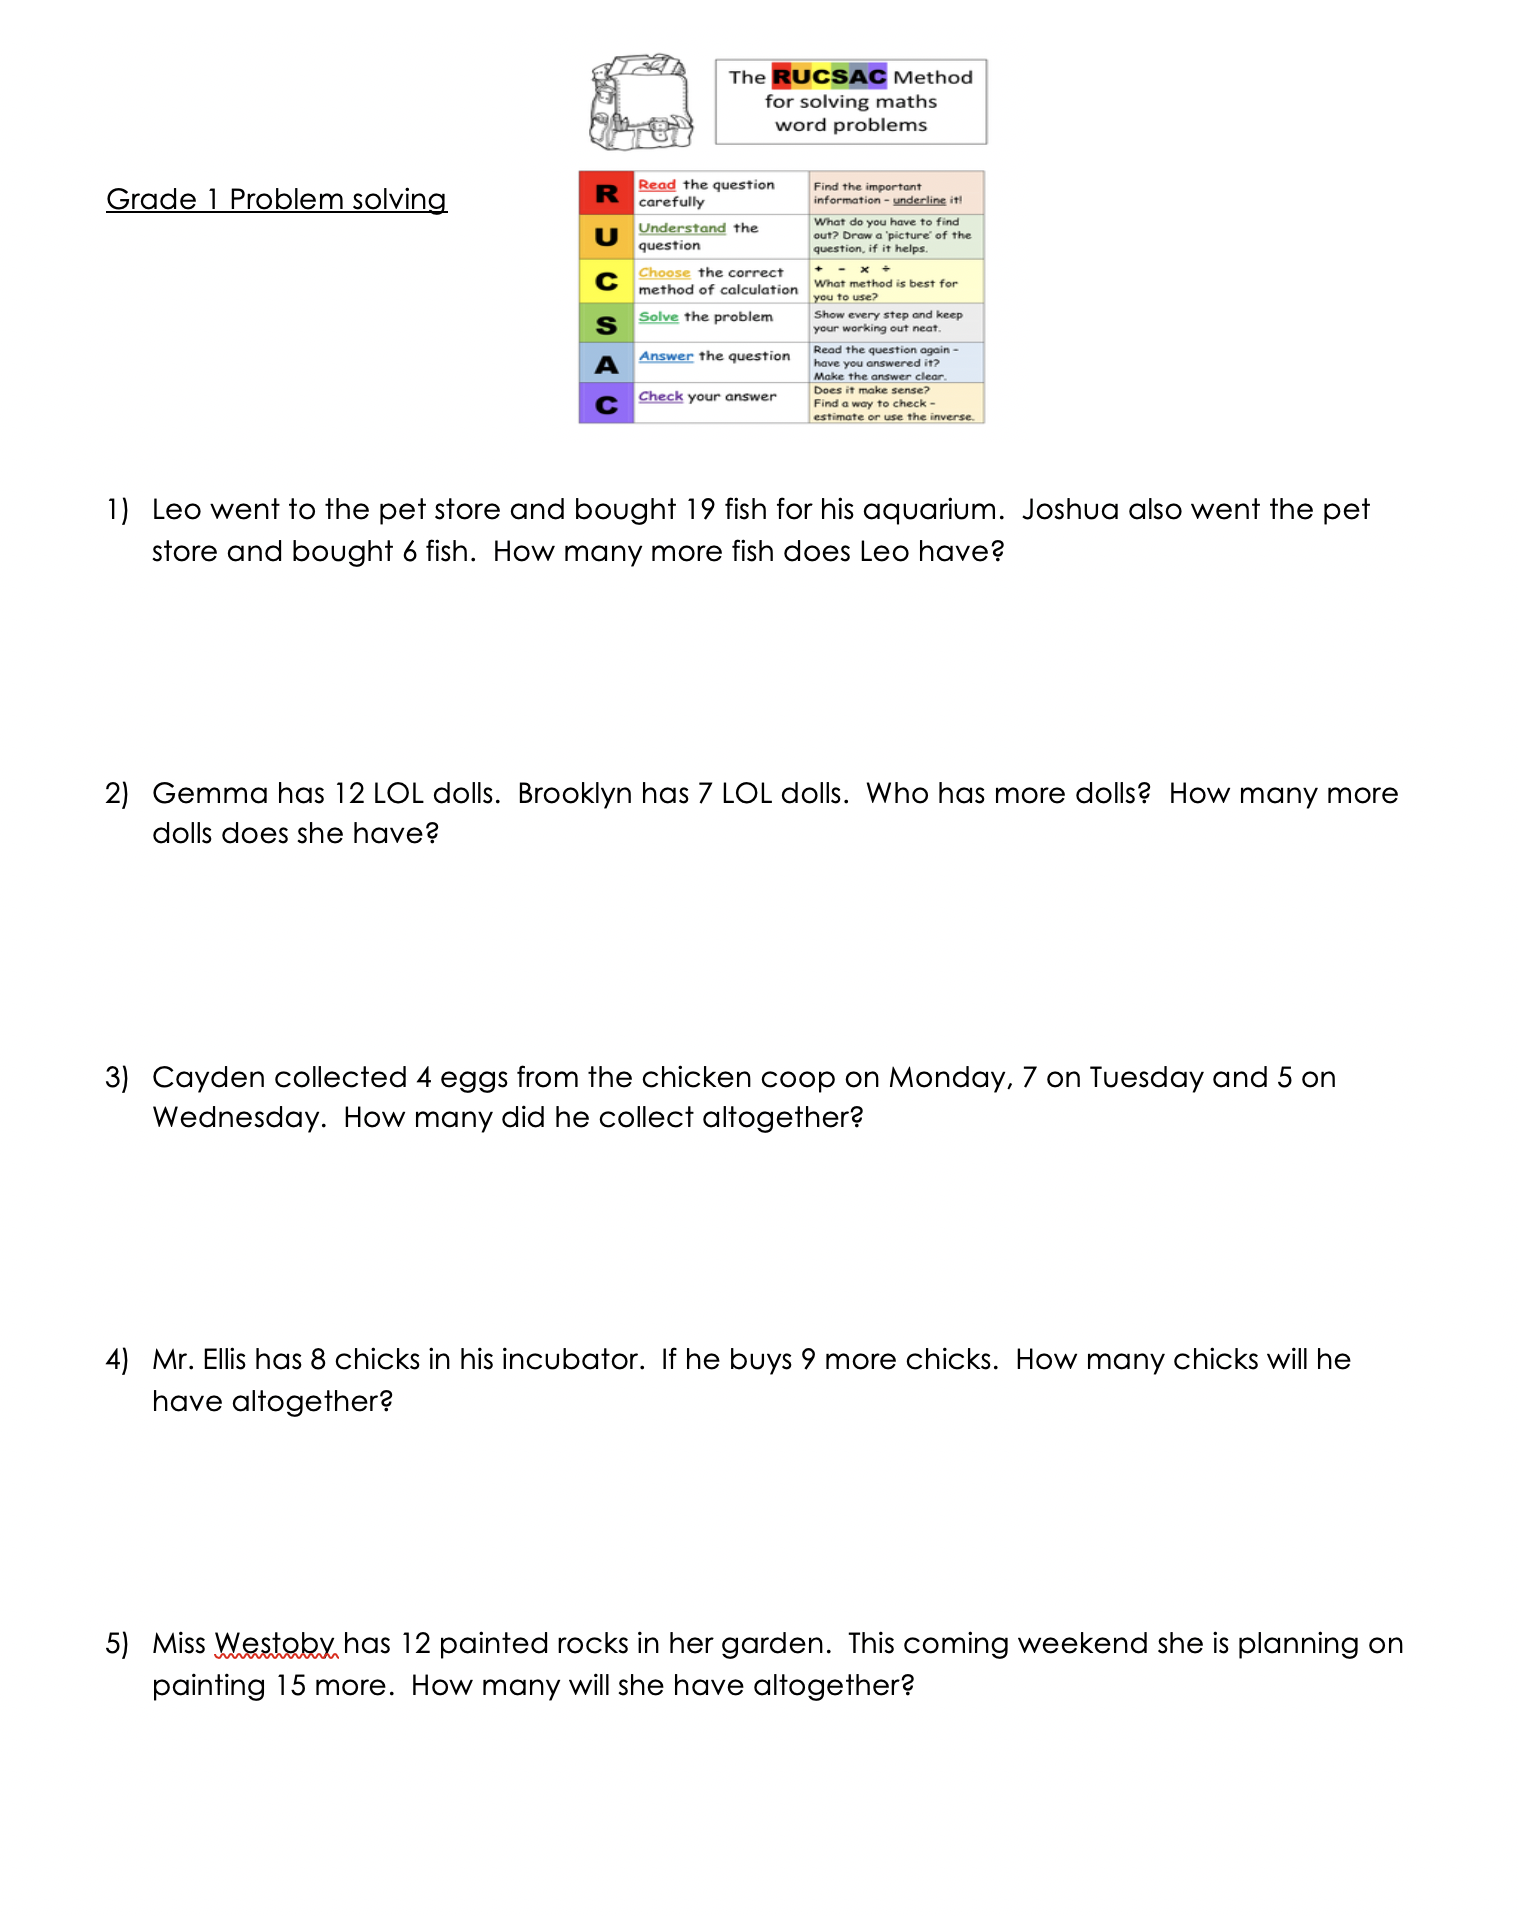 The RUCSAC Method
for solving maths
word problems
Grade 1 Problem solving
R
Read the question
carefully
Find the important
information - underline it!
U
Understand the
question
What do you have to find
out? Draw a 'picture' of the
question, if it helps.
C
Choose the correct
method of calculation
+ - x ÷
What method is best for
you to use?
S
Solve the problem
Show every step and keep
your working out neat.
A
Answer the question
Read the question again -
have you answered it?
Make the answer clear.
C
Check your answer
Does it make sense?
Find a way to check -
estimate or use the inverse.
1) Leo went to the pet store and bought 19 fish for his aquarium. Joshua also went the pet
store and bought 6 fish. How many more fish does Leo have?
2) Gemma has 12 LOL dolls. Brooklyn has 7 LOL dolls. Who has more dolls? How many more
dolls does she have?
3) Cayden collected 4 eggs from the chicken coop on Monday, 7 on Tuesday and 5 on
Wednesday. How many did he collect altogether?
4) Mr. Ellis has 8 chicks in his incubator. If he buys 9 more chicks. How many chicks will he
have altogether?
5) Miss Westoby has 12 painted rocks in her garden. This coming weekend she is planning on
painting 15 more. How many will she have altogether?